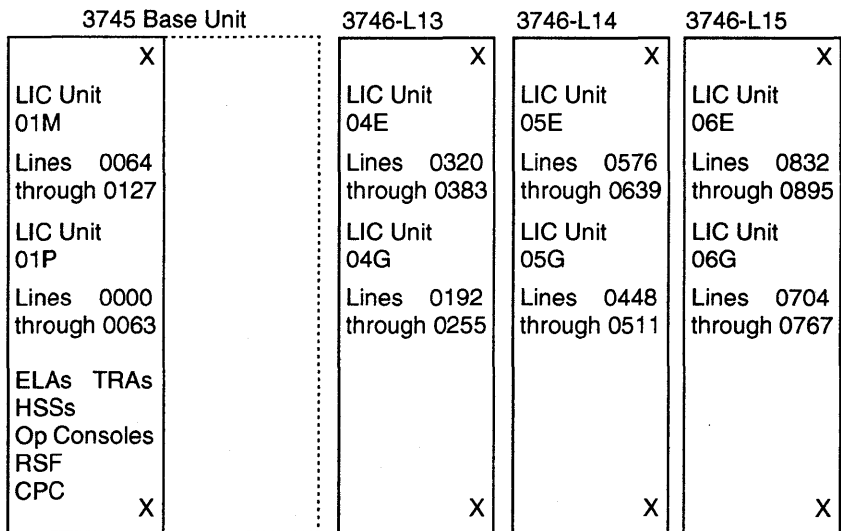 3745 Base Unit
X
LIC Unit
01M
Lines 0064
through 0127
LIC Unit
01P
Lines 0000
through 0063
ELAs TRAs
HSSs
Op Consoles
RSF
CPC
X
3746-L13
X
LIC Unit
04E
Lines 0320
through 0383
LIC Unit
04G
Lines 0192
through 0255
X
3746-L14
X
LIC Unit
05E
Lines 0576
through 0639
LIC Unit
05G
Lines 0448
through 0511
X
3746-L15
X
LIC Unit
06E
Lines 0832
through 0895
LIC Unit
06G
Lines 0704
through 0767
X